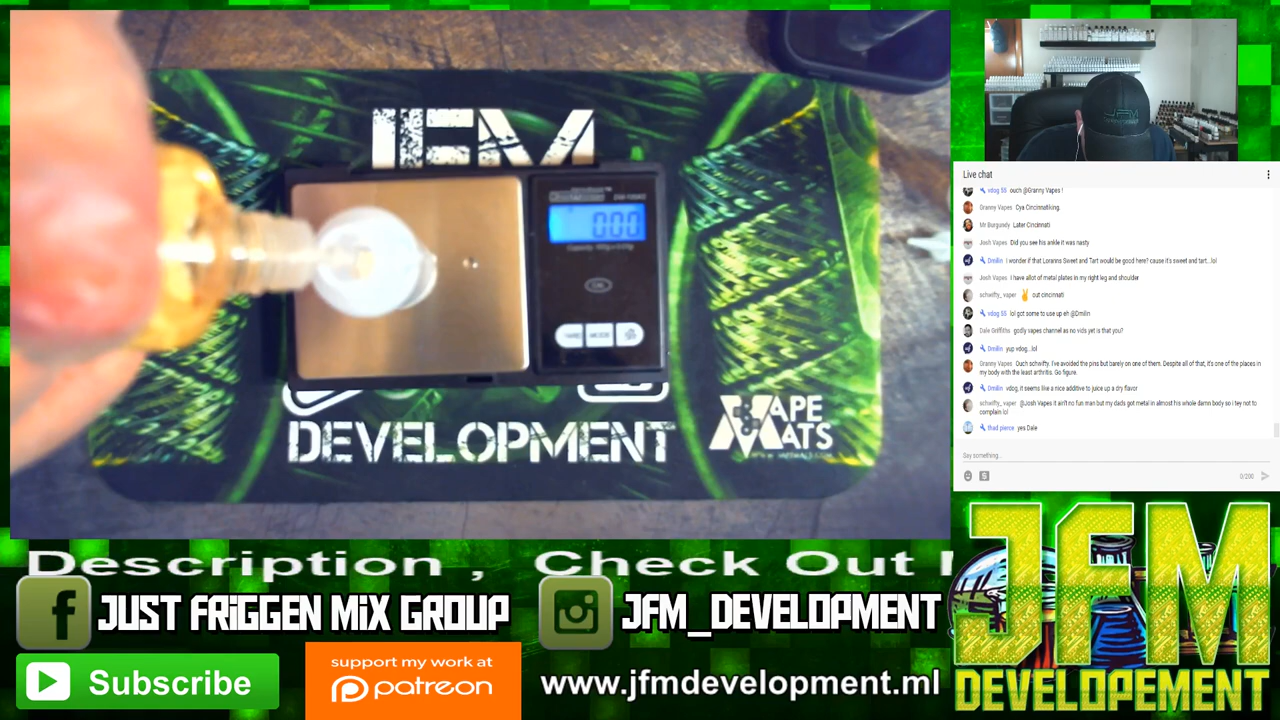 JFM
0.00
MODE
DEVELOPMENT
VAPE
MATS
Live chat
vdog 55 ouch @Granny Vapes !
Granny Vapes Cya Cincinnatiking.
Mr Burgundy Later Cincinnati
Josh Vapes Did you see his ankle it was nasty
Dmilin I wonder if that Loranns Sweet and Tart would be good here? cause it's sweet and tart...lol
Josh Vapes I have allot of metal plates in my right leg and shoulder
schwifty_ vaper ✌ out cincinnati
vdog 55 lol got some to use up eh @Dmilin
Dale Griffiths godly vapes channel as no vids yet is that you?
Dmilin yup vdog...lol
Granny Vapes Ouch schwifty. I've avoided the pins but barely on one of them. Despite all of that, it's one of the places in
my body with the least arthritis. Go figure.
Dmilin vdog, it seems like a nice additive to juice up a dry flavor
schwifty_ vaper @Josh Vapes it ain't no fun man but my dads got metal in almost his whole damn body so i tey not to
complain lol
thad pierce yes Dale
Say something...
0/200
Description , Check Out
JUST FRiGGEN MiX GROUP
JFM_DEVELOPMENT
Subscribe
support my work at
patreon
www.jfmdevelopment.ml
JFM
DEVELOPEMENT